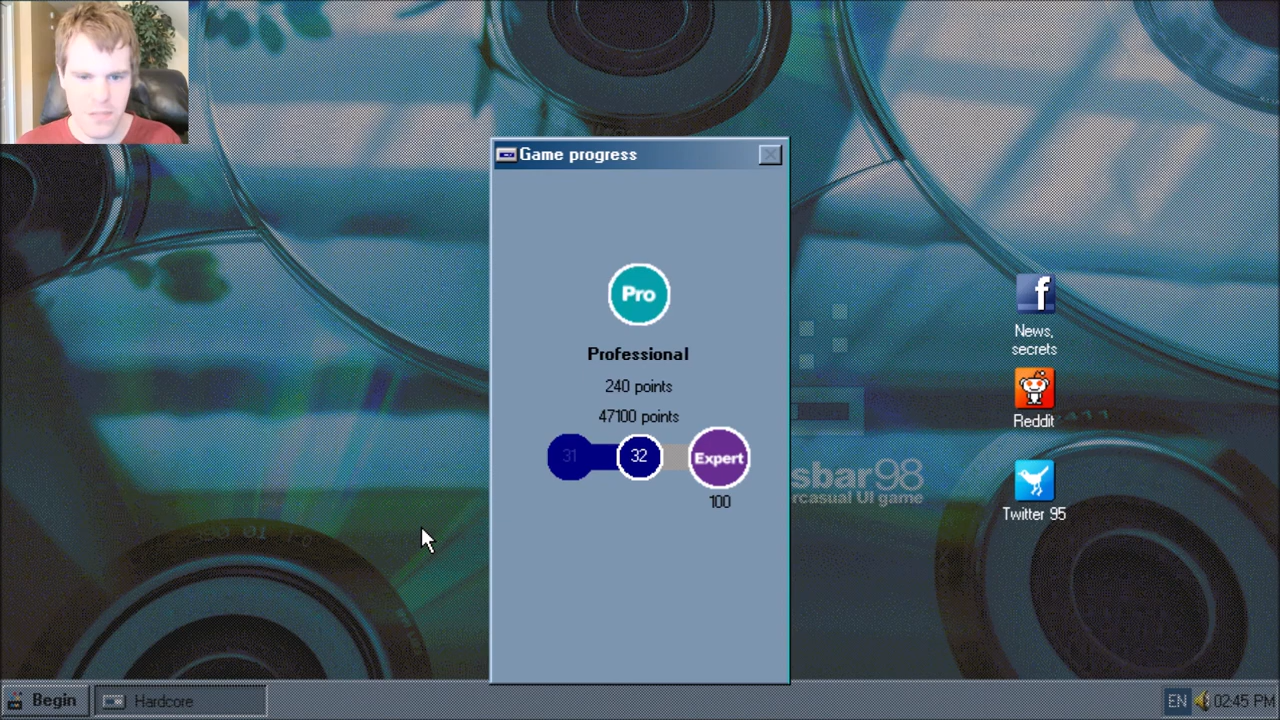 Game progress
Pro
Professional
240 points
47100 points
31
32
Expert
100
News,
secrets
Reddit
Twitter 95
sbar98
rcasual UI game
Begin
Hardcore
EN
02:45 PM